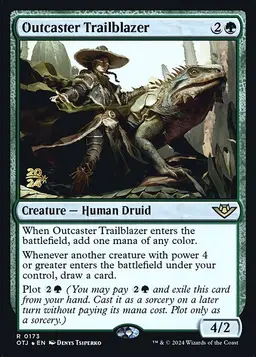 Outcaster Trailblazer 2
20
24
Creature — Human Druid
When Outcaster Trailblazer enters the
battlefield, add one mana of any color.
Whenever another creature with power 4
or greater enters the battlefield under your
control, draw a card.
Plot 2 (You may pay 2 and exile this
card from your hand. Cast it as a sorcery on a later
turn without paying its mana cost. Plot only
as a sorcery.)
4/2
R 0173
OTJ • EN DENYS TSIPERKO
™ & © 2024 Wizards of the Coast